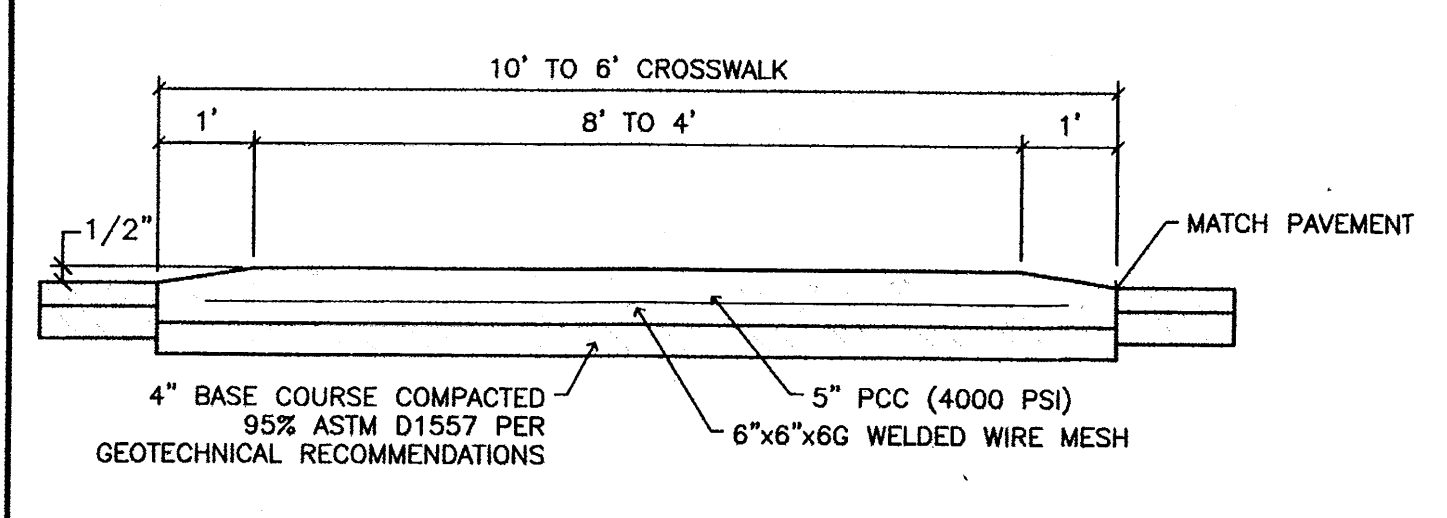 10' TO 6' CROSSWALK
1'
8' TO 4'
1'
1/2"
MATCH PAVEMENT
4" BASE COURSE COMPACTED
95% ASTM D1557 PER
GEOTECHNICAL RECOMMENDATIONS
5" PCC (4000 PSI)
6"x6"x6G WELDED WIRE MESH